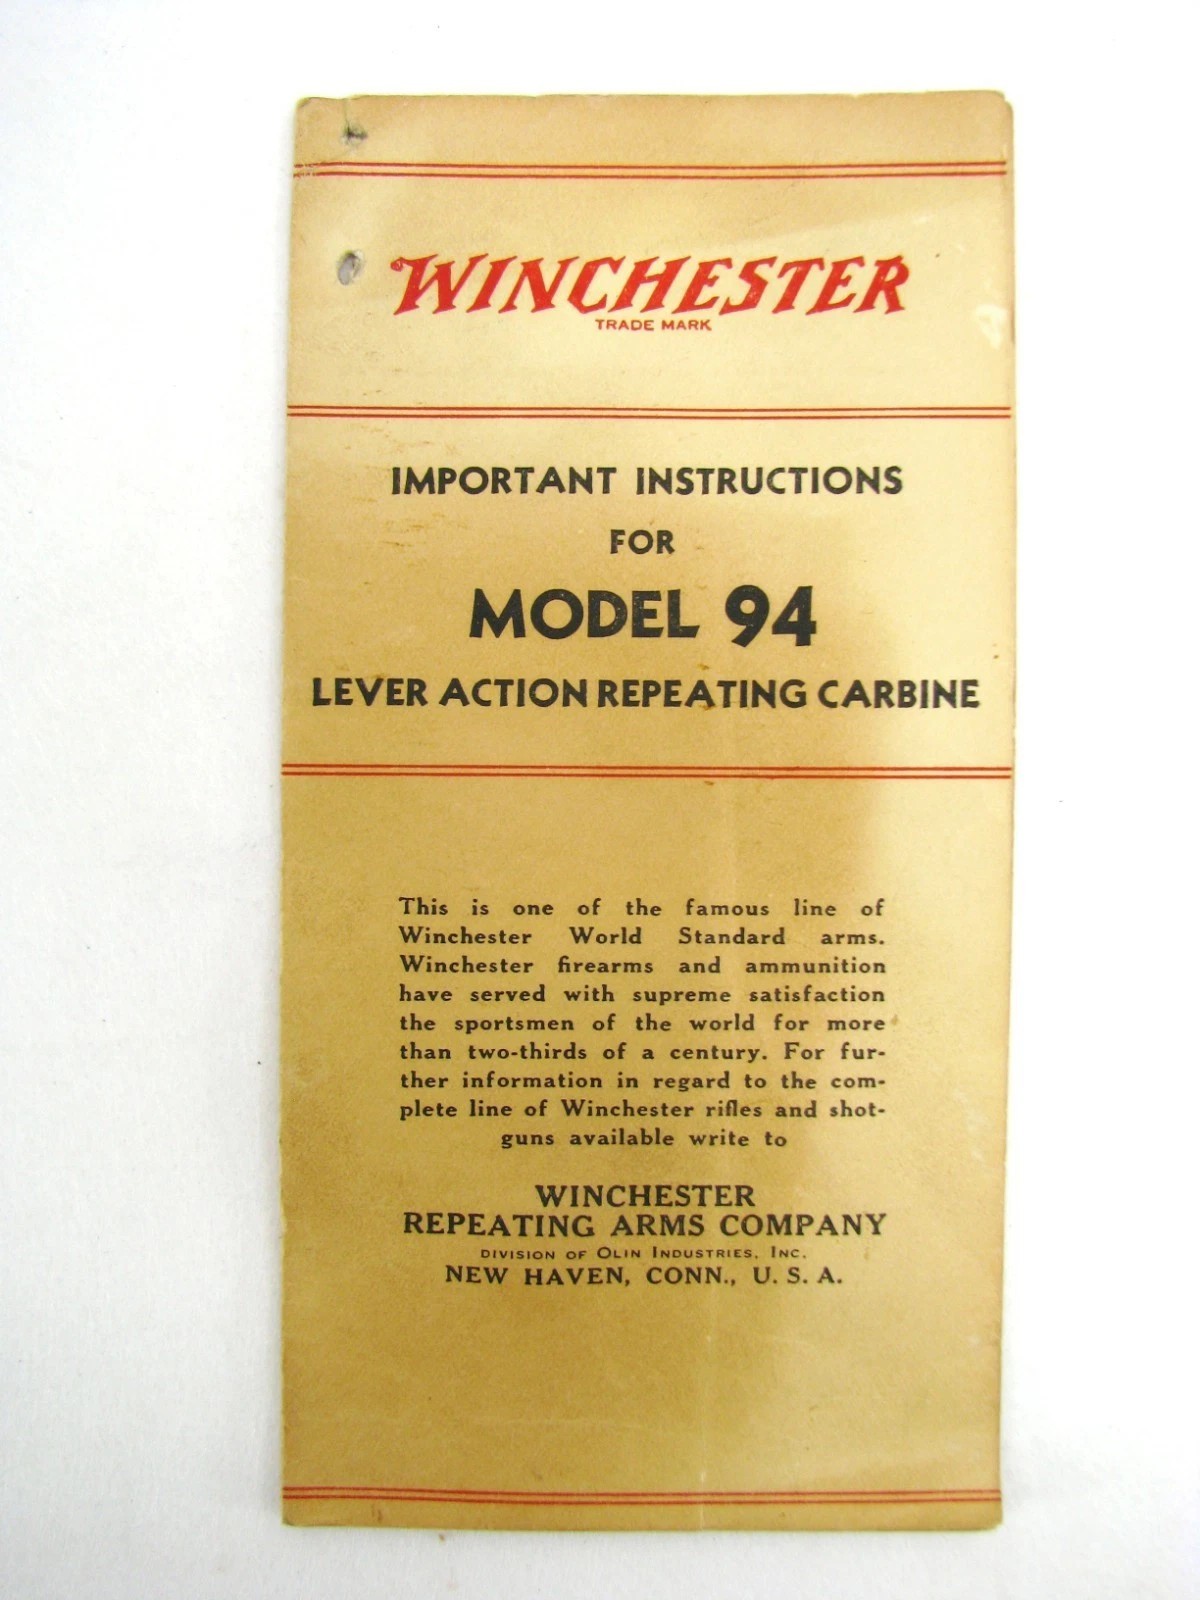 WINCHESTER
TRADE MARK
IMPORTANT INSTRUCTIONS
FOR
MODEL 94
LEVER ACTION REPEATING CARBINE
This is one of the famous line of
Winchester World Standard arms.
Winchester firearms and ammunition
have served with supreme satisfaction
the sportsmen of the world for more
than two-thirds of a century. For fur-
ther information in regard to the com-
plete line of Winchester rifles and shot-
guns available write to
WINCHESTER
REPEATING ARMS COMPANY
DIVISION OF OLIN INDUSTRIES, INC.
NEW HAVEN, CONN., U. S. A.